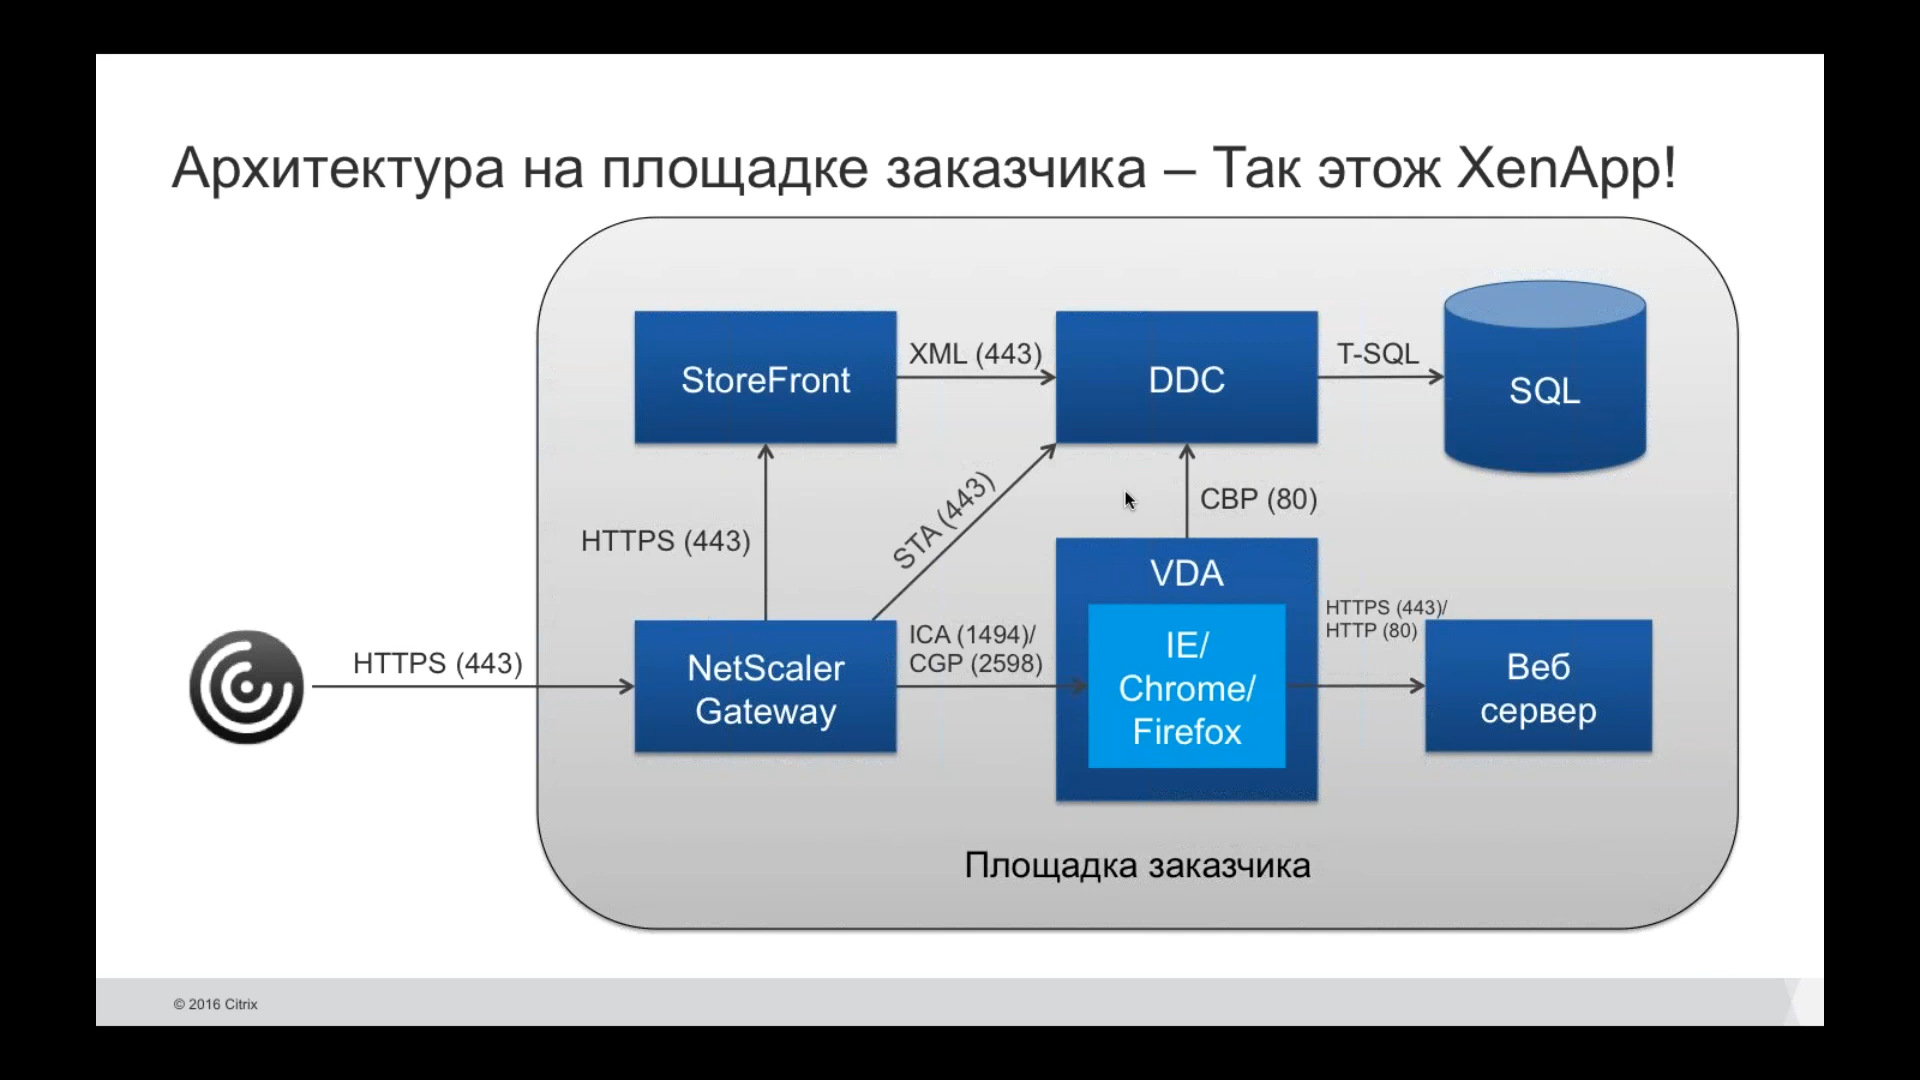 Архитектура на площадке заказчика – Так этож XenApp!
StoreFront
XML (443)
DDC
T-SQL
SQL
HTTPS (443)
STA (443)
CBP (80)
HTTPS (443)
NetScaler
Gateway
ICA (1494)/
CGP (2598)
VDA
IE/
Chrome/
Firefox
HTTPS (443)/
HTTP (80)
Веб
сервер
Площадка заказчика
© 2016 Citrix